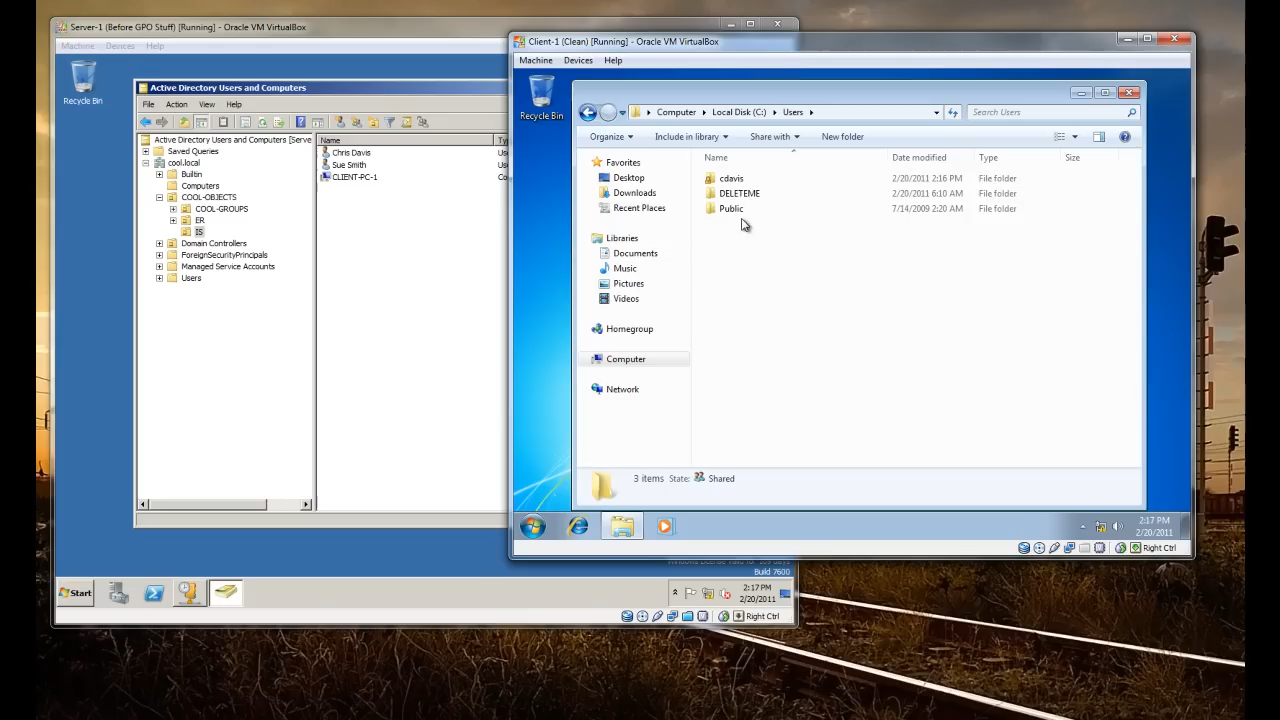 Server-1 (Before GPO Stuff) [Running] - Oracle VM VirtualBox
Machine Devices Help
Recycle Bin
Active Directory Users and Computers
File Action View Help
Active Directory Users and Computers [Serve
Saved Queries
cool.local
Builtin
Computers
COOL-OBJECTS
COOL-GROUPS
ER
IS
Domain Controllers
ForeignSecurityPrincipals
Managed Service Accounts
Users
Name
Chris Davis
Sue Smith
CLIENT-PC-1
Build 7600
Start
2:17 PM
2/20/2011
Right Ctrl
Client-1 (Clean) [Running] - Oracle VM VirtualBox
Machine Devices Help
Recycle Bin
Computer Local Disk (C:) Users
Search Users
Organize Include in library Share with New folder
Favorites
Desktop
Downloads
Recent Places
Libraries
Documents
Music
Pictures
Videos
Homegroup
Computer
Network
Name Date modified Type Size
cdavis 2/20/2011 2:16 PM File folder
DELETEME 2/20/2011 6:10 AM File folder
Public 7/14/2009 2:20 AM File folder
3 items State: Shared
2:17 PM
2/20/2011
Right Ctrl